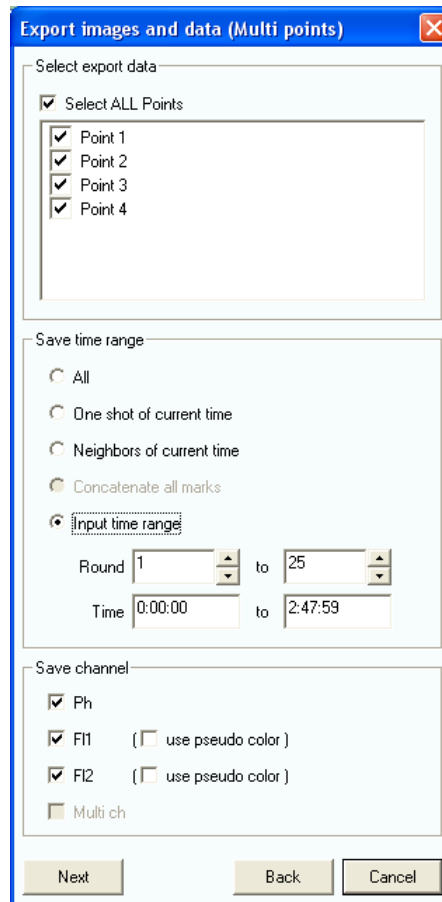 Export images and data (Multi points)
Select export data
Select ALL Points
Point 1
Point 2
Point 3
Point 4
Save time range
All
One shot of current time
Neighbors of current time
Concatenate all marks
Input time range
Round 1 to 25
Time 0:00:00 to 2:47:59
Save channel
Ph
Fl1 ( use pseudo color )
Fl2 ( use pseudo color )
Multi ch
Next Back Cancel